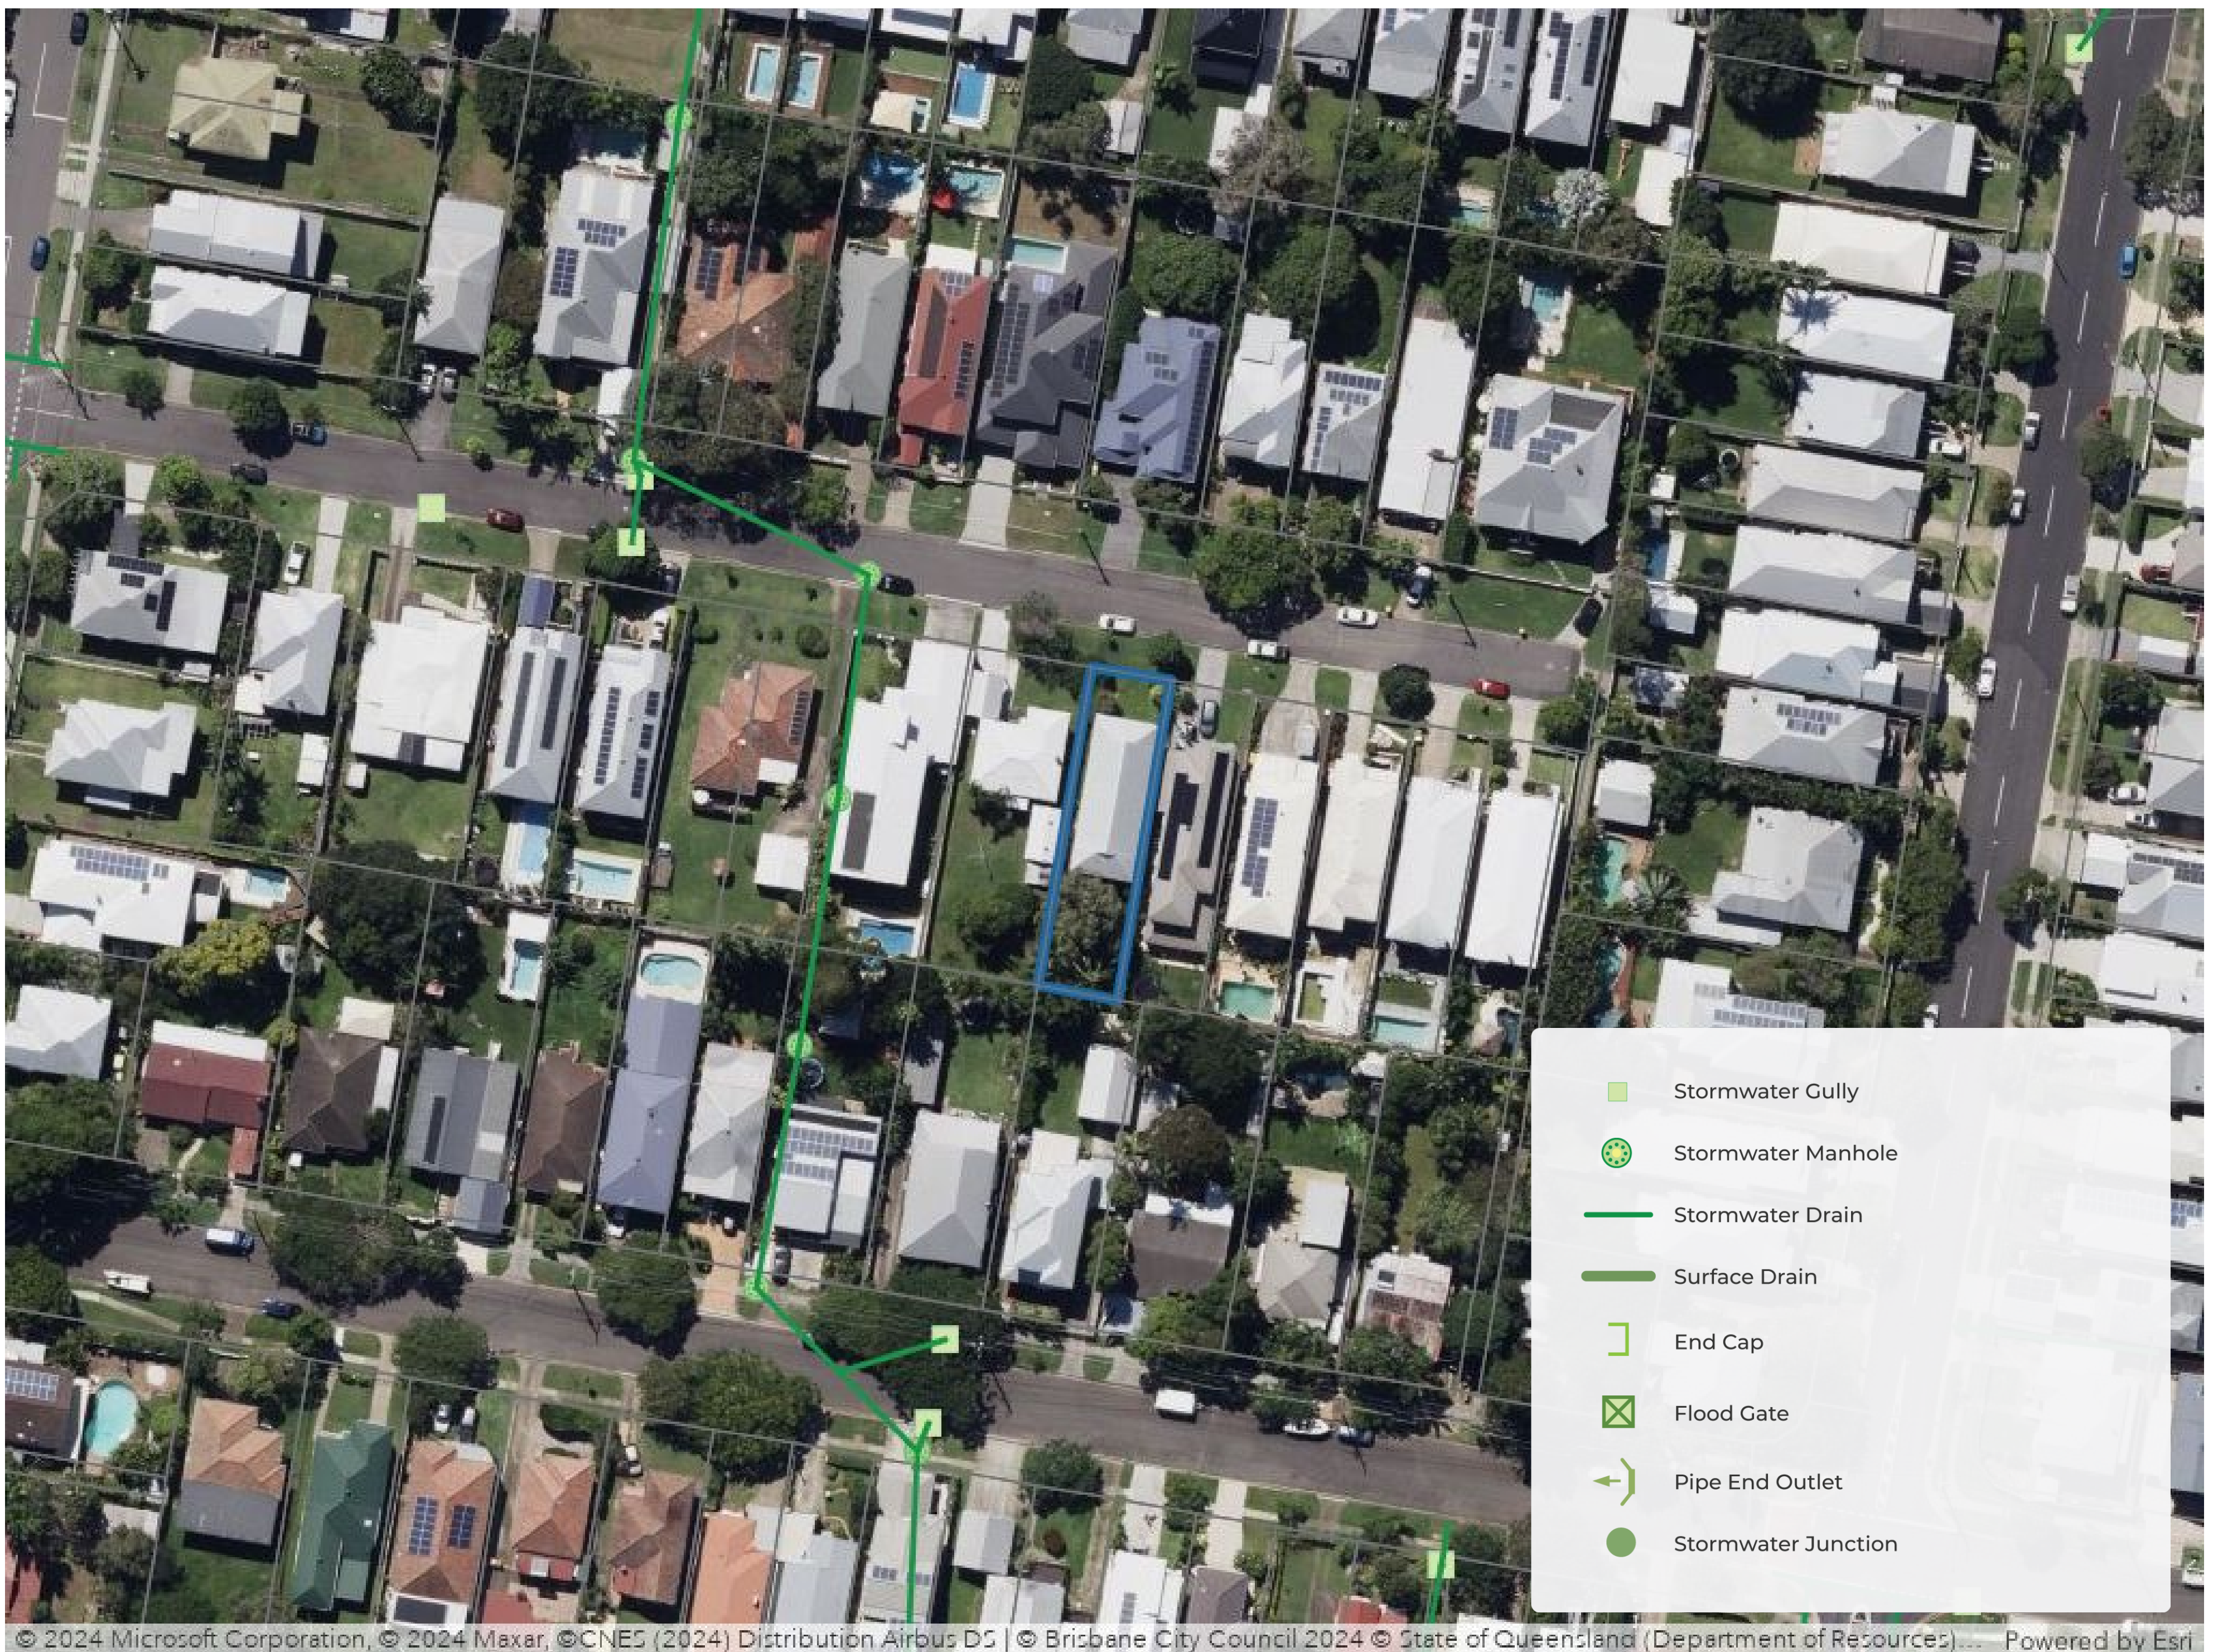 Stormwater Gully
Stormwater Manhole
Stormwater Drain
Surface Drain
End Cap
Flood Gate
Pipe End Outlet
Stormwater Junction
© 2024 Microsoft Corporation, © 2024 Maxar, ©CNES (2024) Distribution Airbus DS | © Brisbane City Council 2024 © State of Queensland (Department of Resources)... Powered by Esri